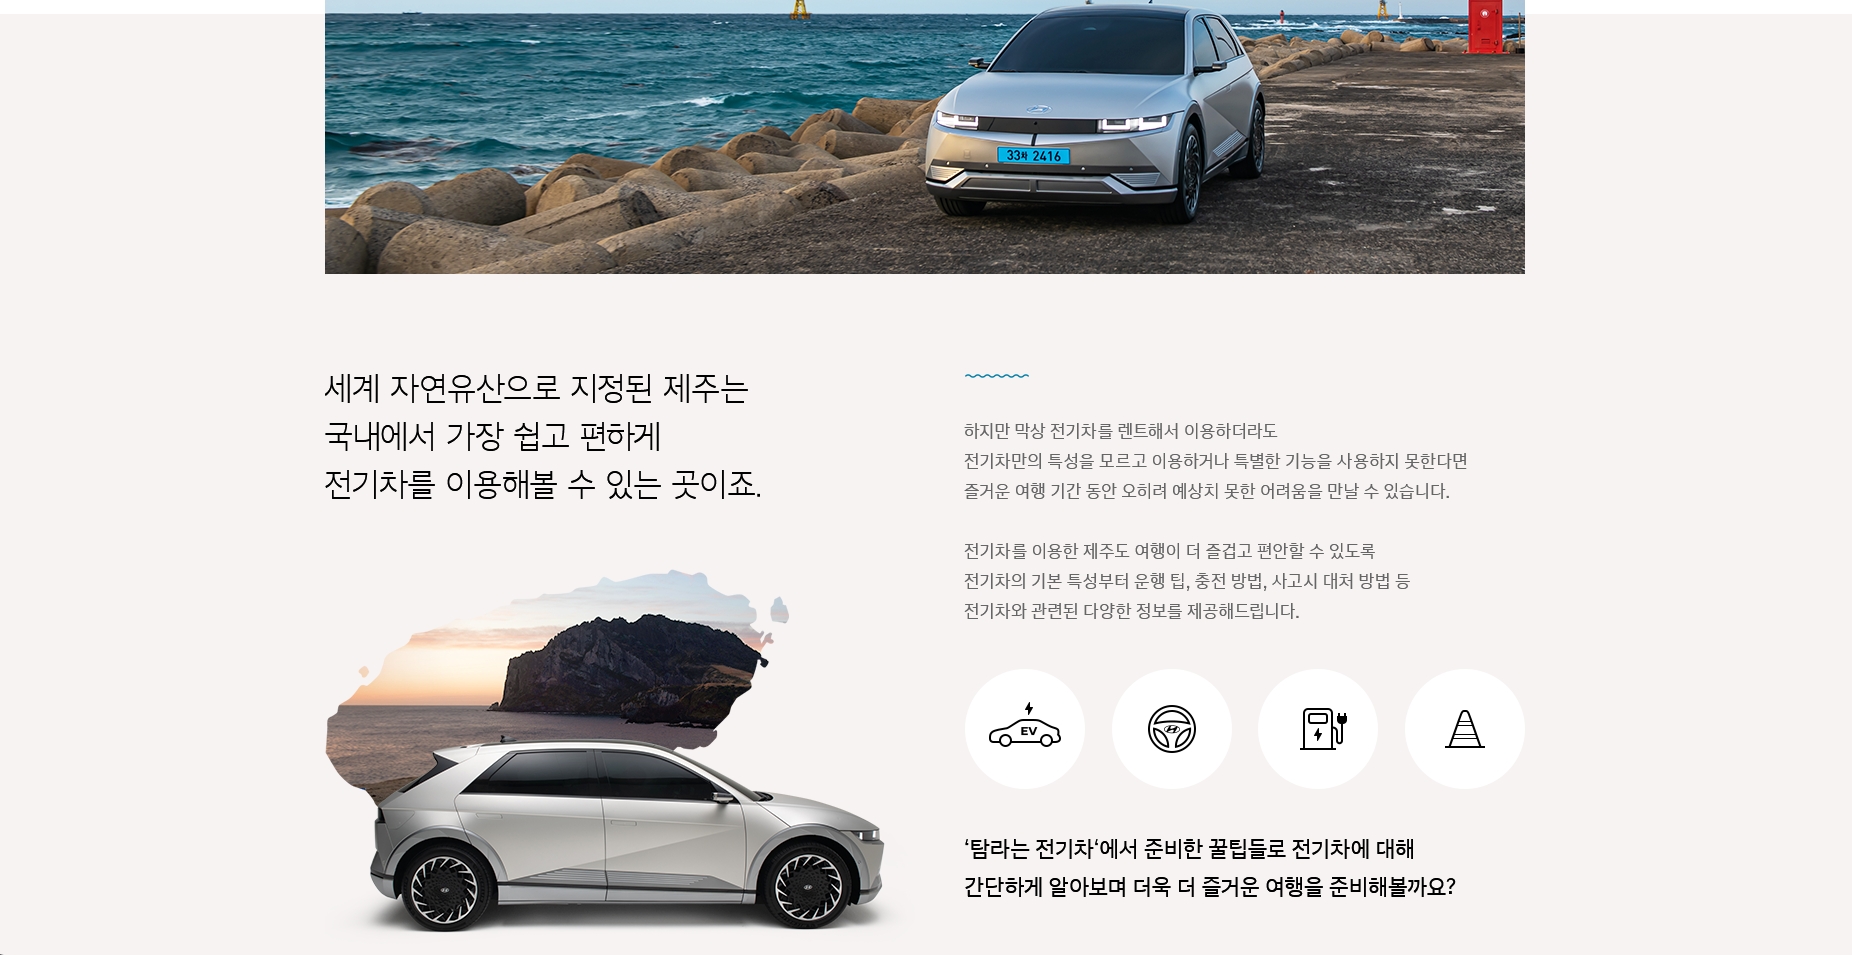 33차 2416
세계 자연유산으로 지정된 제주는
국내에서 가장 쉽고 편하게
전기차를 이용해볼 수 있는 곳이죠.
하지만 막상 전기차를 렌트해서 이용하더라도
전기차만의 특성을 모르고 이용하거나 특별한 기능을 사용하지 못한다면
즐거운 여행 기간 동안 오히려 예상치 못한 어려움을 만날 수 있습니다.
전기차를 이용한 제주도 여행이 더 즐겁고 편안할 수 있도록
전기차의 기본 특성부터 운행 팁, 충전 방법, 사고시 대처 방법 등
전기차와 관련된 다양한 정보를 제공해드립니다.
EV
‘탐라는 전기차‘에서 준비한 꿀팁들로 전기차에 대해
간단하게 알아보며 더욱 더 즐거운 여행을 준비해볼까요?